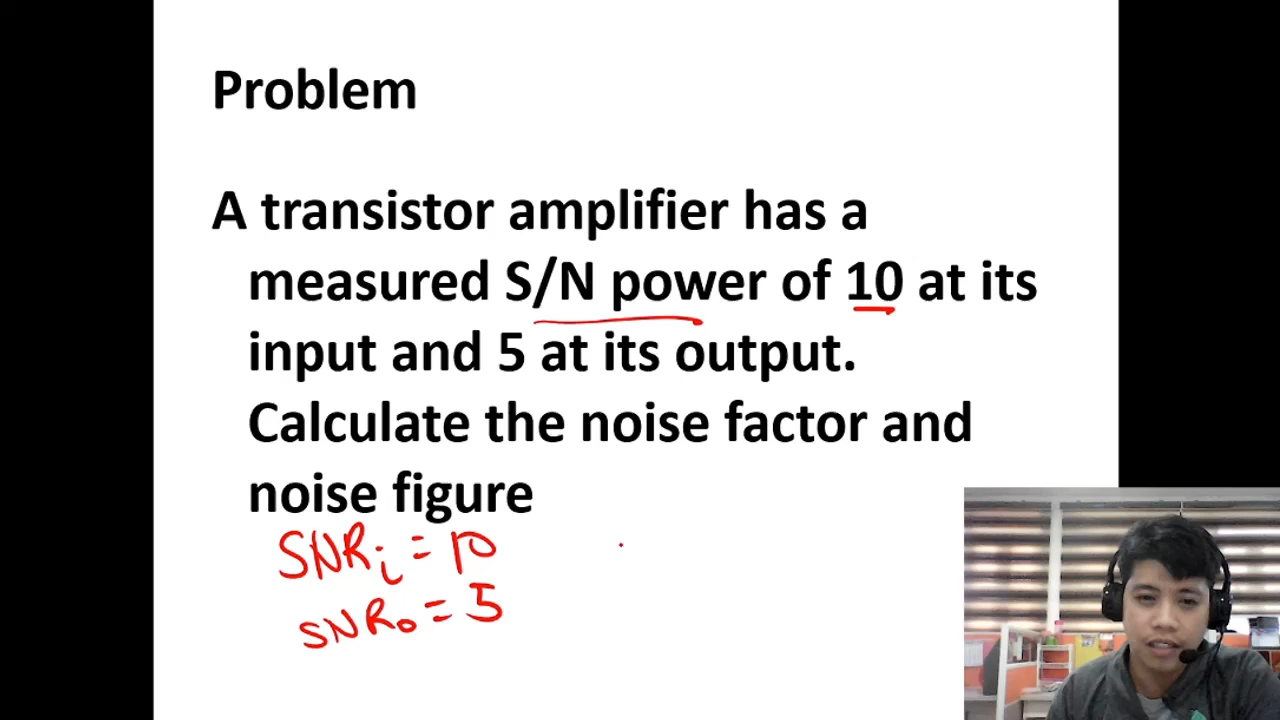 Problem
A transistor amplifier has a
measured S/N power of 10 at its
input and 5 at its output.
Calculate the noise factor and
noise figure
SNRi = 10
SNRo = 5